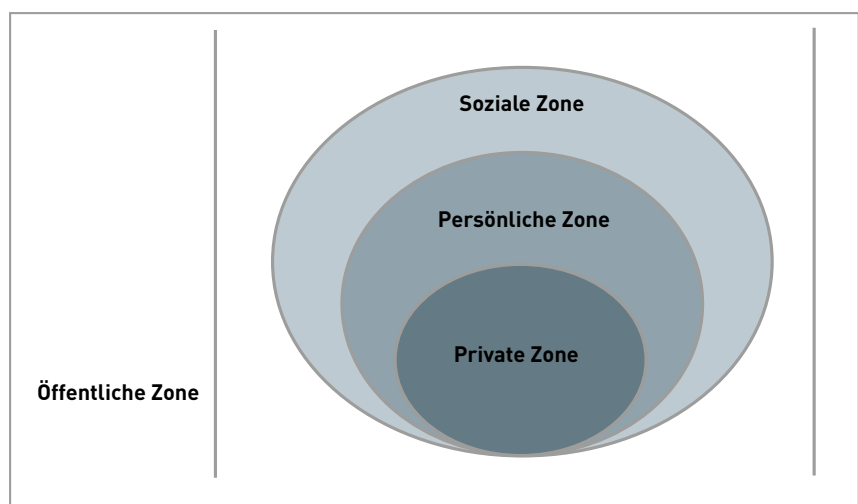 Soziale Zone
Persönliche Zone
Private Zone
Öffentliche Zone